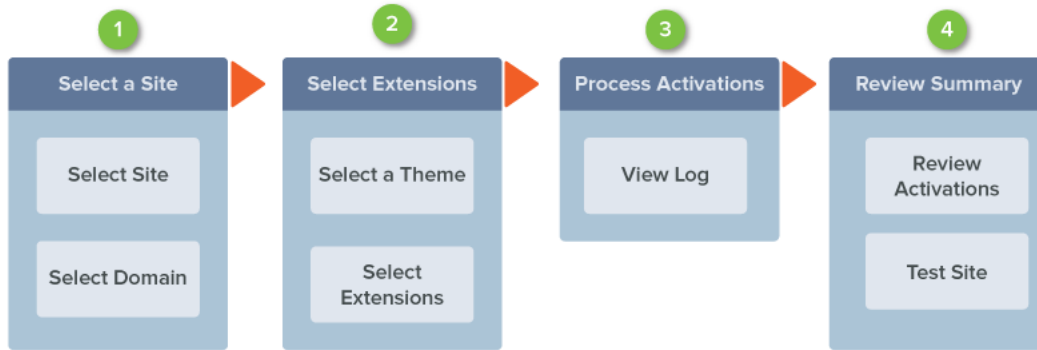 1
2
3
4
Select a Site
Select Extensions
Process Activations
Review Summary
Select Site
Select Domain
Select a Theme
Select
Extensions
View Log
Review
Activations
Test Site